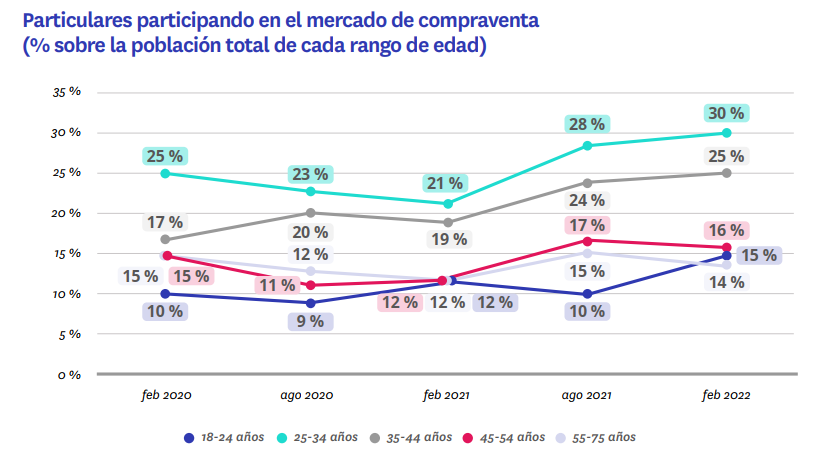 Particulares participando en el mercado de compraventa
(% sobre la población total de cada rango de edad)
35 %
30 %
25 %
20 %
15 %
10 %
5 %
0 %
25 %
23 %
21 %
28 %
30 %
17 %
20 %
19 %
24 %
25 %
15 %
12 %
12 %
15 %
14 %
15 %
11 %
12 %
17 %
16 %
10 %
9 %
12 %
10 %
15 %
feb 2020
ago 2020
feb 2021
ago 2021
feb 2022
18-24 años
25-34 años
35-44 años
45-54 años
55-75 años